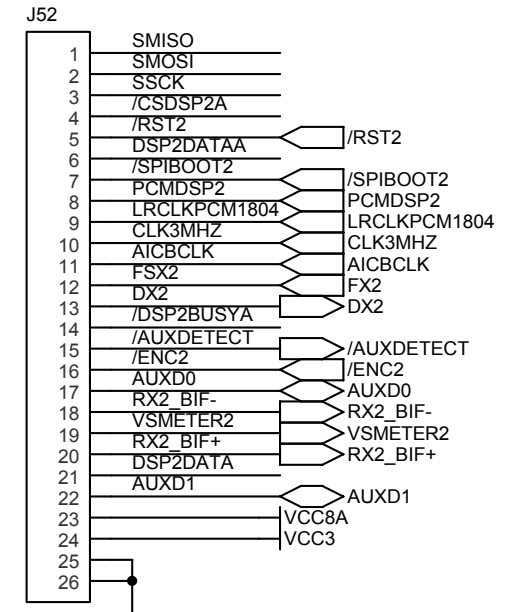 J52
1 SMISO
2 SMOSI
3 SSCK
4 /CSDSP2A
5 /RST2 /RST2
6 DSP2DATAA
7 /SPIBOOT2 /SPIBOOT2
8 PCMDSP2 PCMDSP2
9 LRCLKPCM1804 LRCLKPCM1804
10 CLK3MHZ CLK3MHZ
11 AICBCLK AICBCLK
12 FSX2 FX2
13 DX2 DX2
14 /DSP2BUSYA
15 /AUXDETECT /AUXDETECT
16 /ENC2 /ENC2
17 AUXD0 AUXD0
18 RX2_BIF- RX2_BIF-
19 VSMETER2 VSMETER2
20 RX2_BIF+ RX2_BIF+
21 DSP2DATA
22 AUXD1 AUXD1
23 VCC8A
24 VCC3
25
26